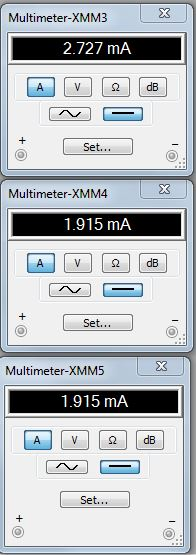 Multimeter-XMM3
2.727 mA
A V Ω dB
+ Set... −
Multimeter-XMM4
1.915 mA
A V Ω dB
+ Set... −
Multimeter-XMM5
1.915 mA
A V Ω dB
+ Set... −